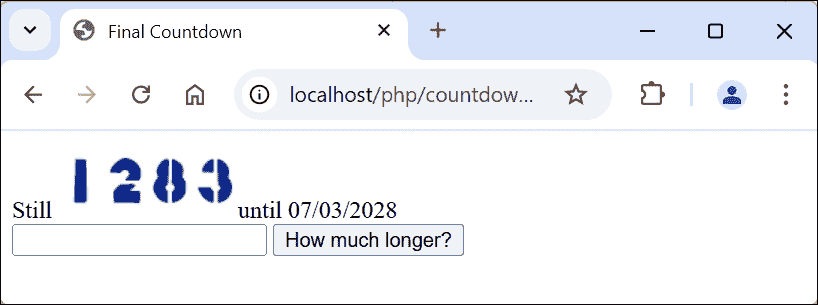 Final Countdown
localhost/php/countdow...
Still 1283 until 07/03/2028
How much longer?